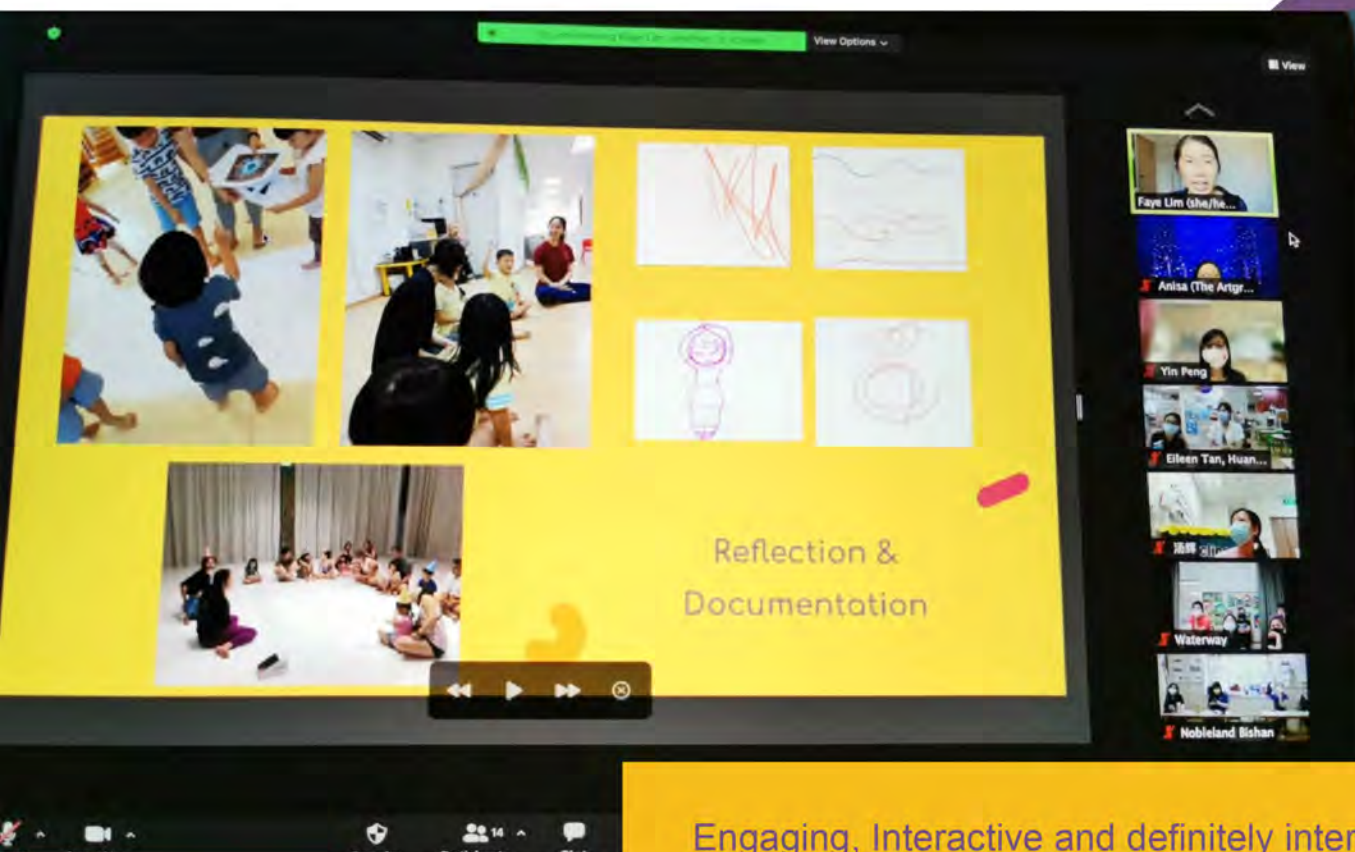 View Options
View
Faye Lim (she/he...
Anisa (The Artgr...
Yin Peng
Eileen Tan, Huan...
Waterway
Nobleland Bishan
Reflection &
Documentation
14
Engaging, Interactive and definitely inter